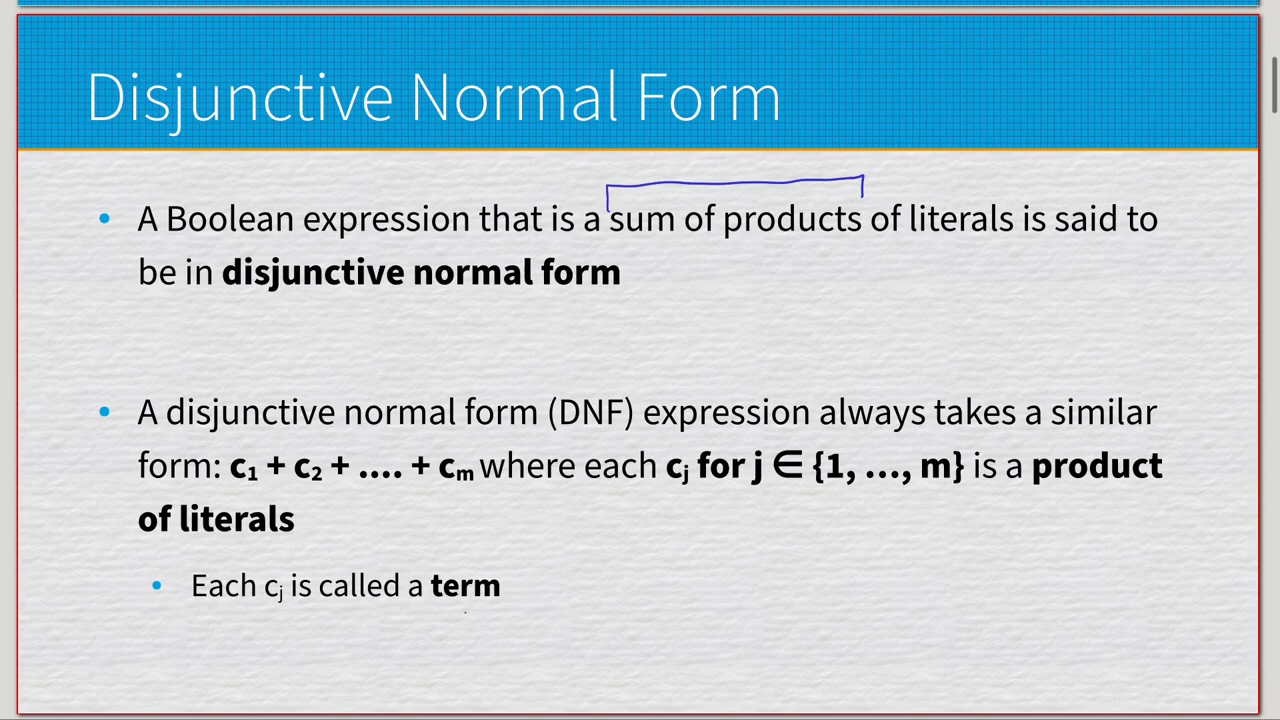 Disjunctive Normal Form
• A Boolean expression that is a sum of products of literals is said to
be in disjunctive normal form
• A disjunctive normal form (DNF) expression always takes a similar
form: c₁ + c₂ + .... + cₘ where each cⱼ for j ∈ {1, ..., m} is a product
of literals
• Each cⱼ is called a term